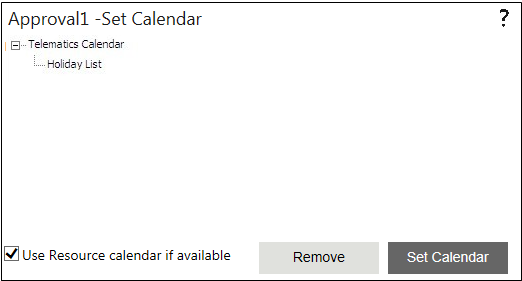 Approval1 -Set Calendar ?
Telematics Calendar
Holiday List
Use Resource calendar if available Remove Set Calendar